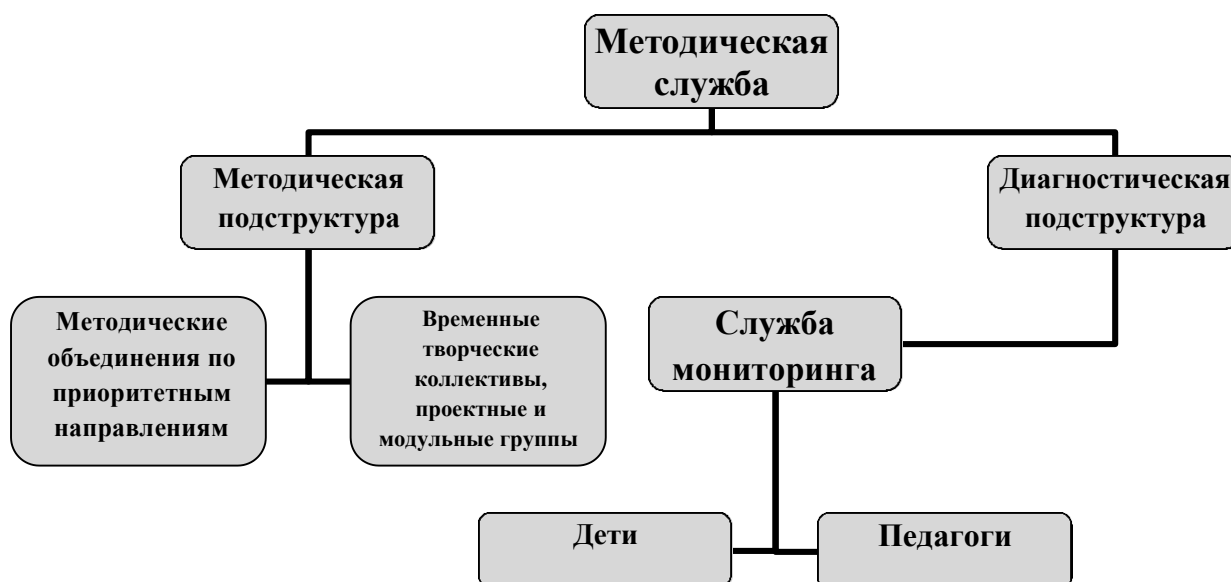 Методическая
служба
Методическая
подструктура
Диагностическая
подструктура
Методические
объединения по
приоритетным
направлениям
Временные
творческие
коллективы,
проектные и
модульные группы
Служба
мониторинга
Дети
Педагоги